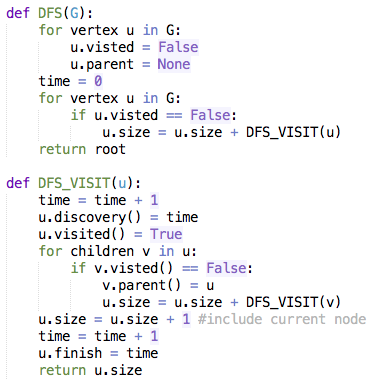 def DFS(G):
    for vertex u in G:
        u.visted = False
        u.parent = None
    time = 0
    for vertex u in G:
        if u.visted == False:
            u.size = u.size + DFS_VISIT(u)
    return root

def DFS_VISIT(u):
    time = time + 1
    u.discovery() = time
    u.visited() = True
    for children v in u:
        if v.visted() == False:
            v.parent() = u
            u.size = u.size + DFS_VISIT(v)
    u.size = u.size + 1 #include current node
    time = time + 1
    u.finish = time
    return u.size